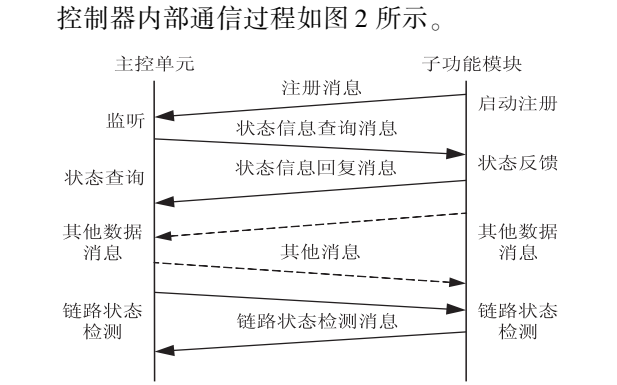 控制器内部通信过程如图 2 所示。
主控单元
子功能模块
注册消息
启动注册
监听
状态信息查询消息
状态反馈
状态信息回复消息
状态查询
其他数据
消息
其他消息
其他数据
消息
链路状态
检测
链路状态检测消息
链路状态
检测